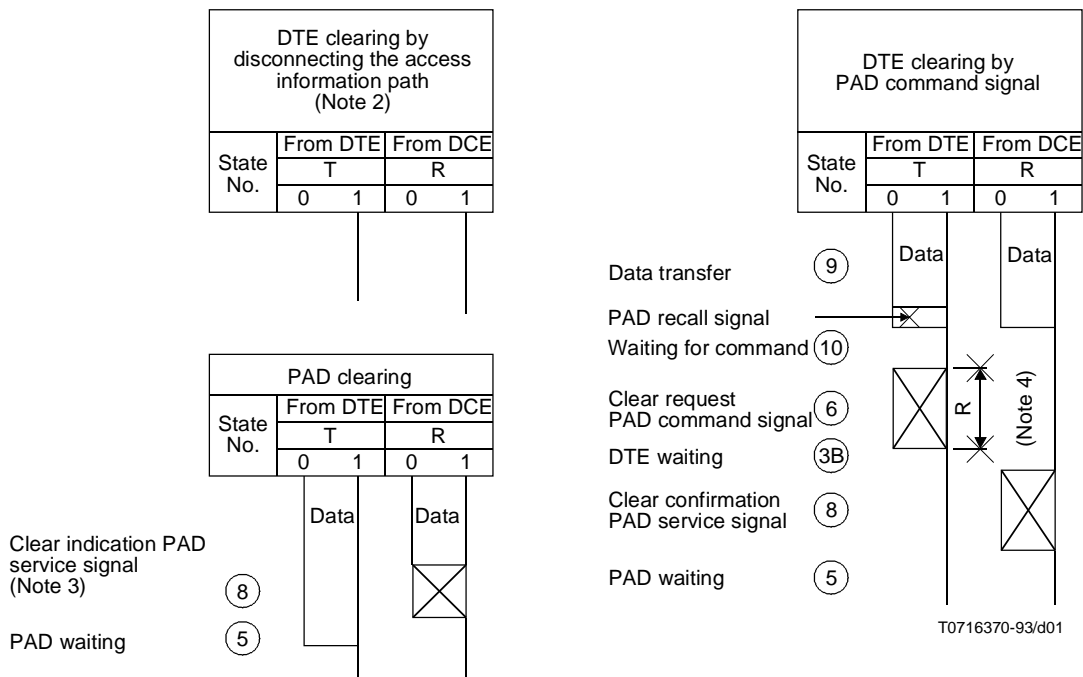 DTE clearing by
disconnecting the access
information path
(Note 2)
State
No.
From DTE From DCE
T R
0 1 0 1
PAD clearing
State
No.
From DTE From DCE
T R
0 1 0 1
Data Data
Clear indication PAD
service signal
(Note 3) 8
PAD waiting 5
DTE clearing by
PAD command signal
State
No.
From DTE From DCE
T R
0 1 0 1
Data transfer 9 Data Data
PAD recall signal
Waiting for command 10
Clear request
PAD command signal 6
R
(Note 4)
DTE waiting 3B
Clear confirmation
PAD service signal 8
PAD waiting 5
T0716370-93/d01